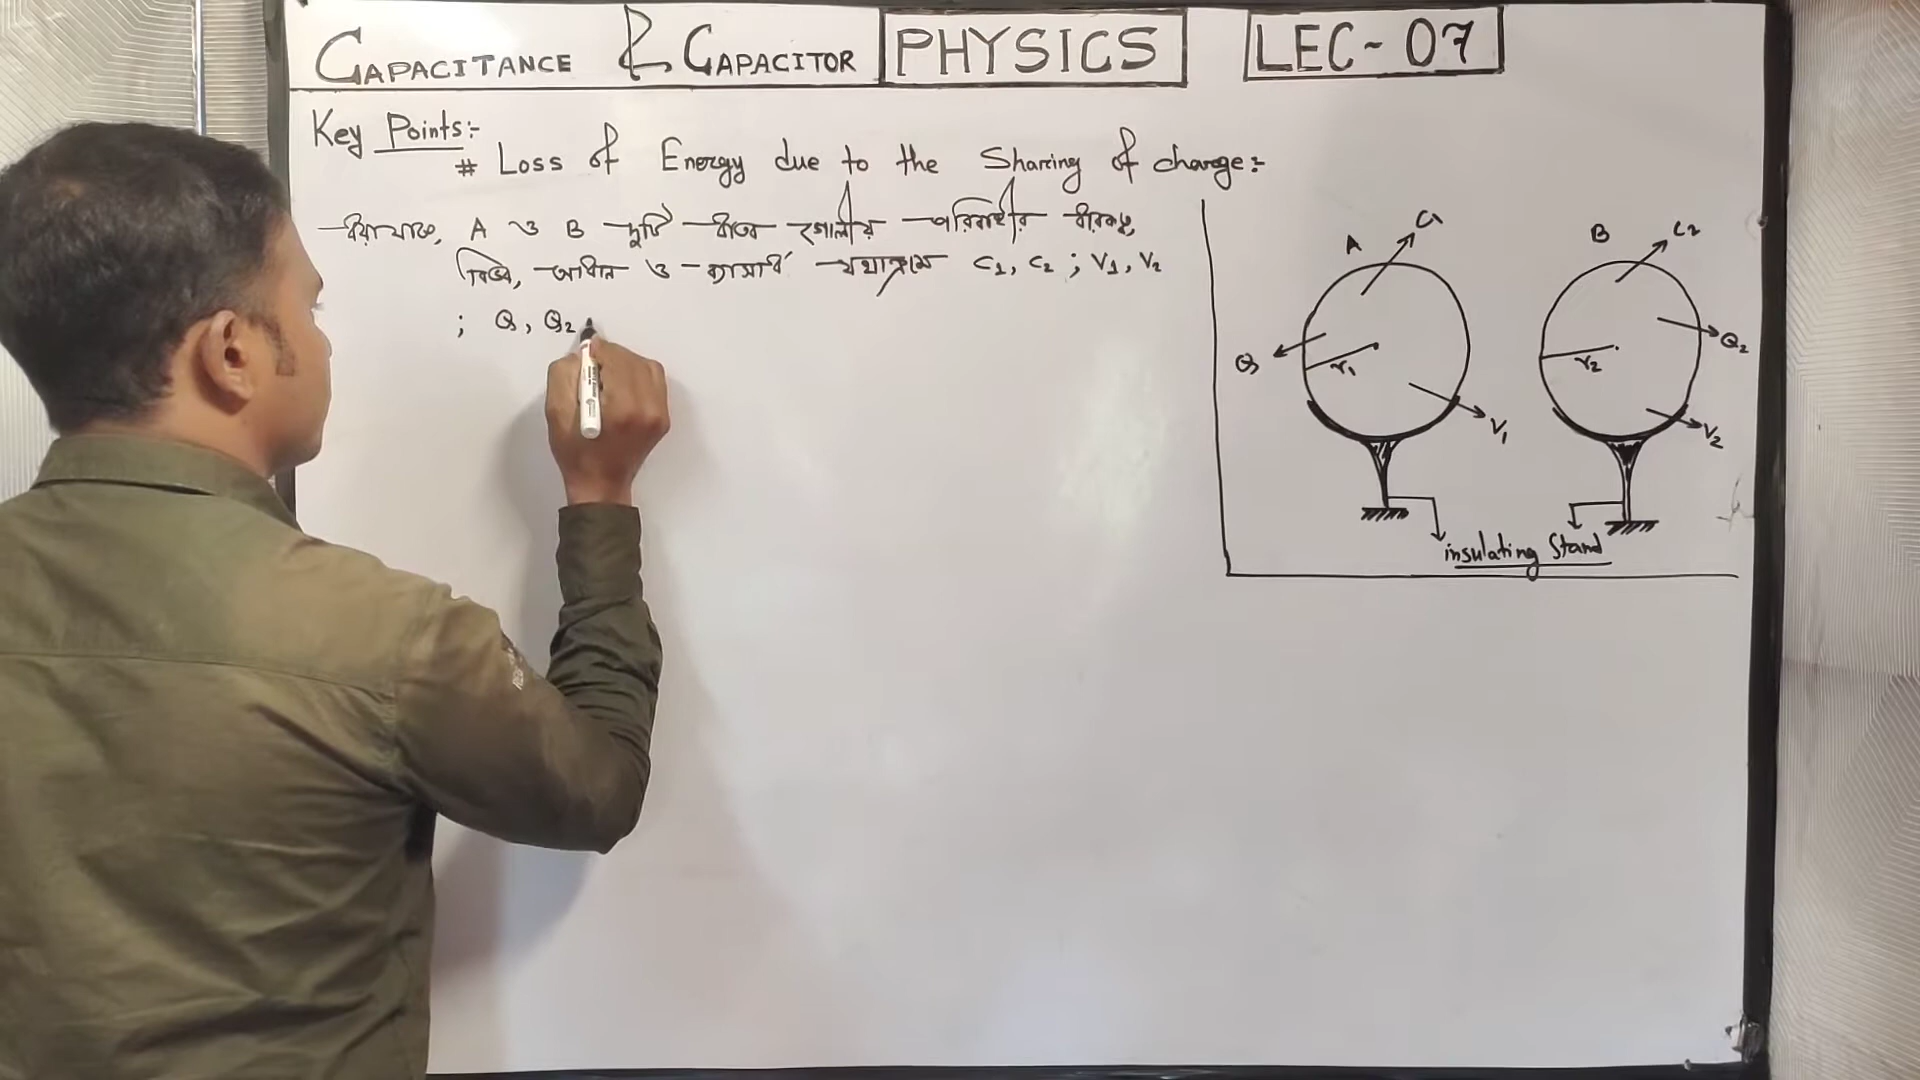 CAPACITANCE & CAPACITOR PHYSICS LEC-07
Key Points:-
# Loss of Energy due to the Sharing of charge:-
ধরা যাক, A ও B দুটি ধাতব গোলীয় পরিবাহীর ধারকত্ব,
বিভব, আধান ও ব্যাসার্ধ যথাক্রমে C1, C2 ; V1, V2
; Q1, Q2
A C1
B C2
Q1 r1 V1
r2 Q2 V2
insulating Stand